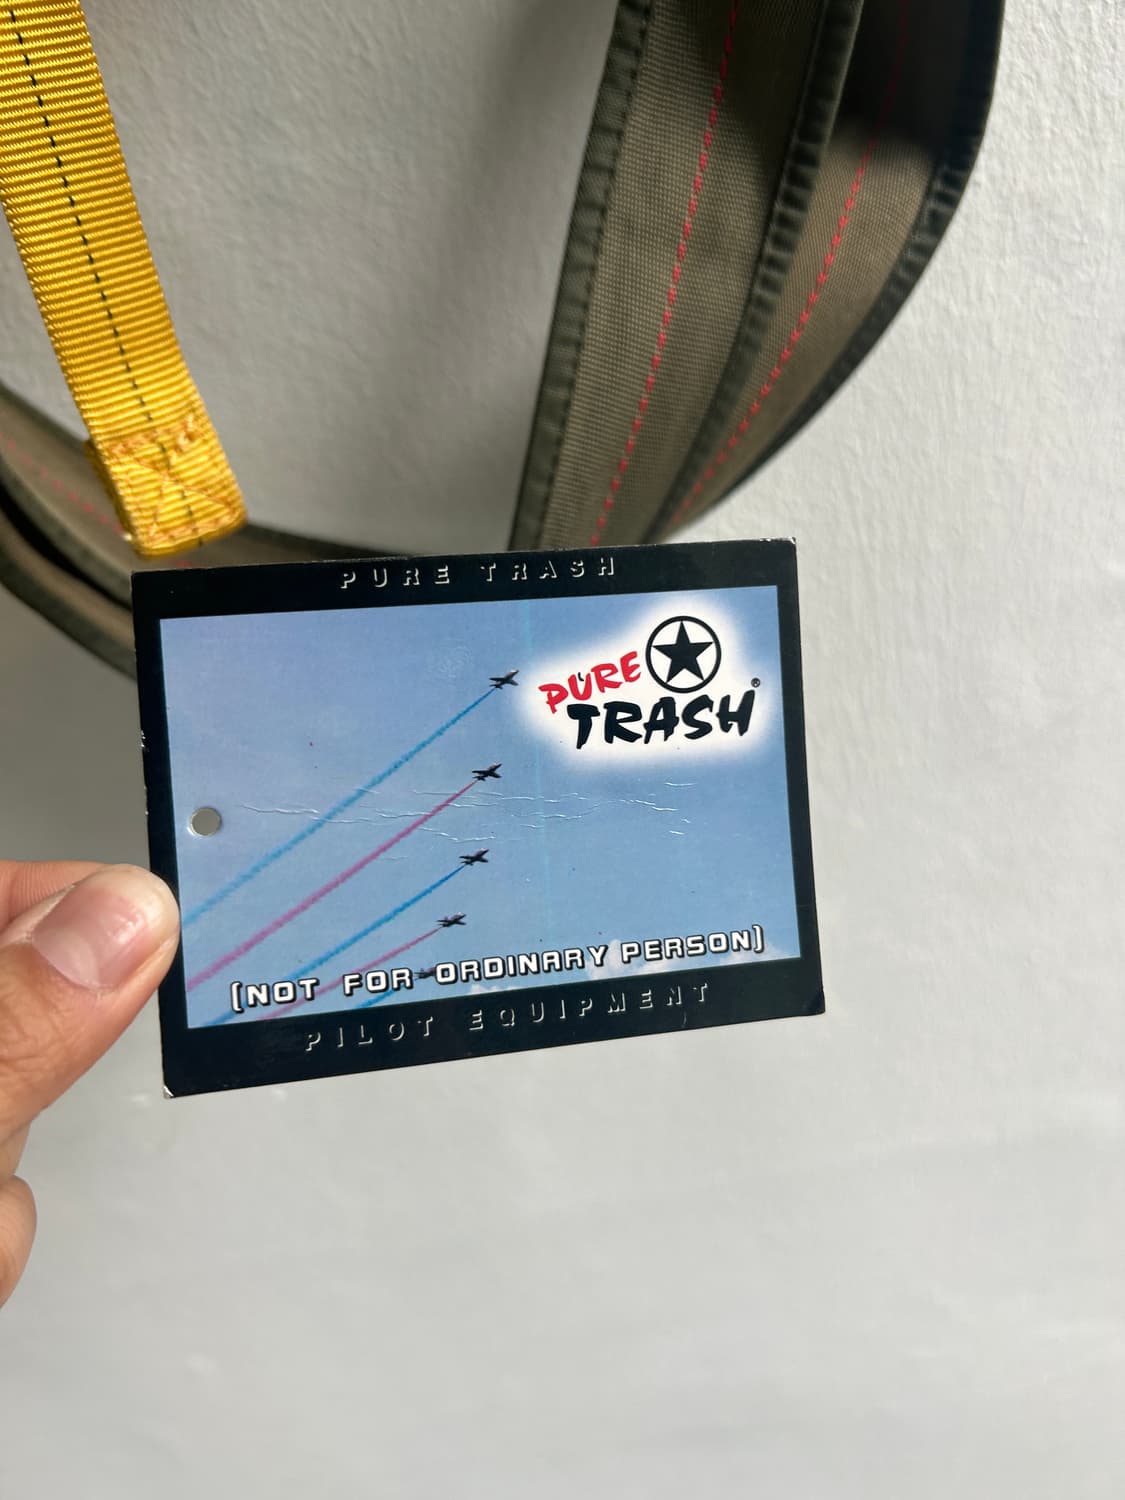 PURE TRASH
PURE
TRASH®
(NOT FOR ORDINARY PERSON)
PILOT EQUIPMENT